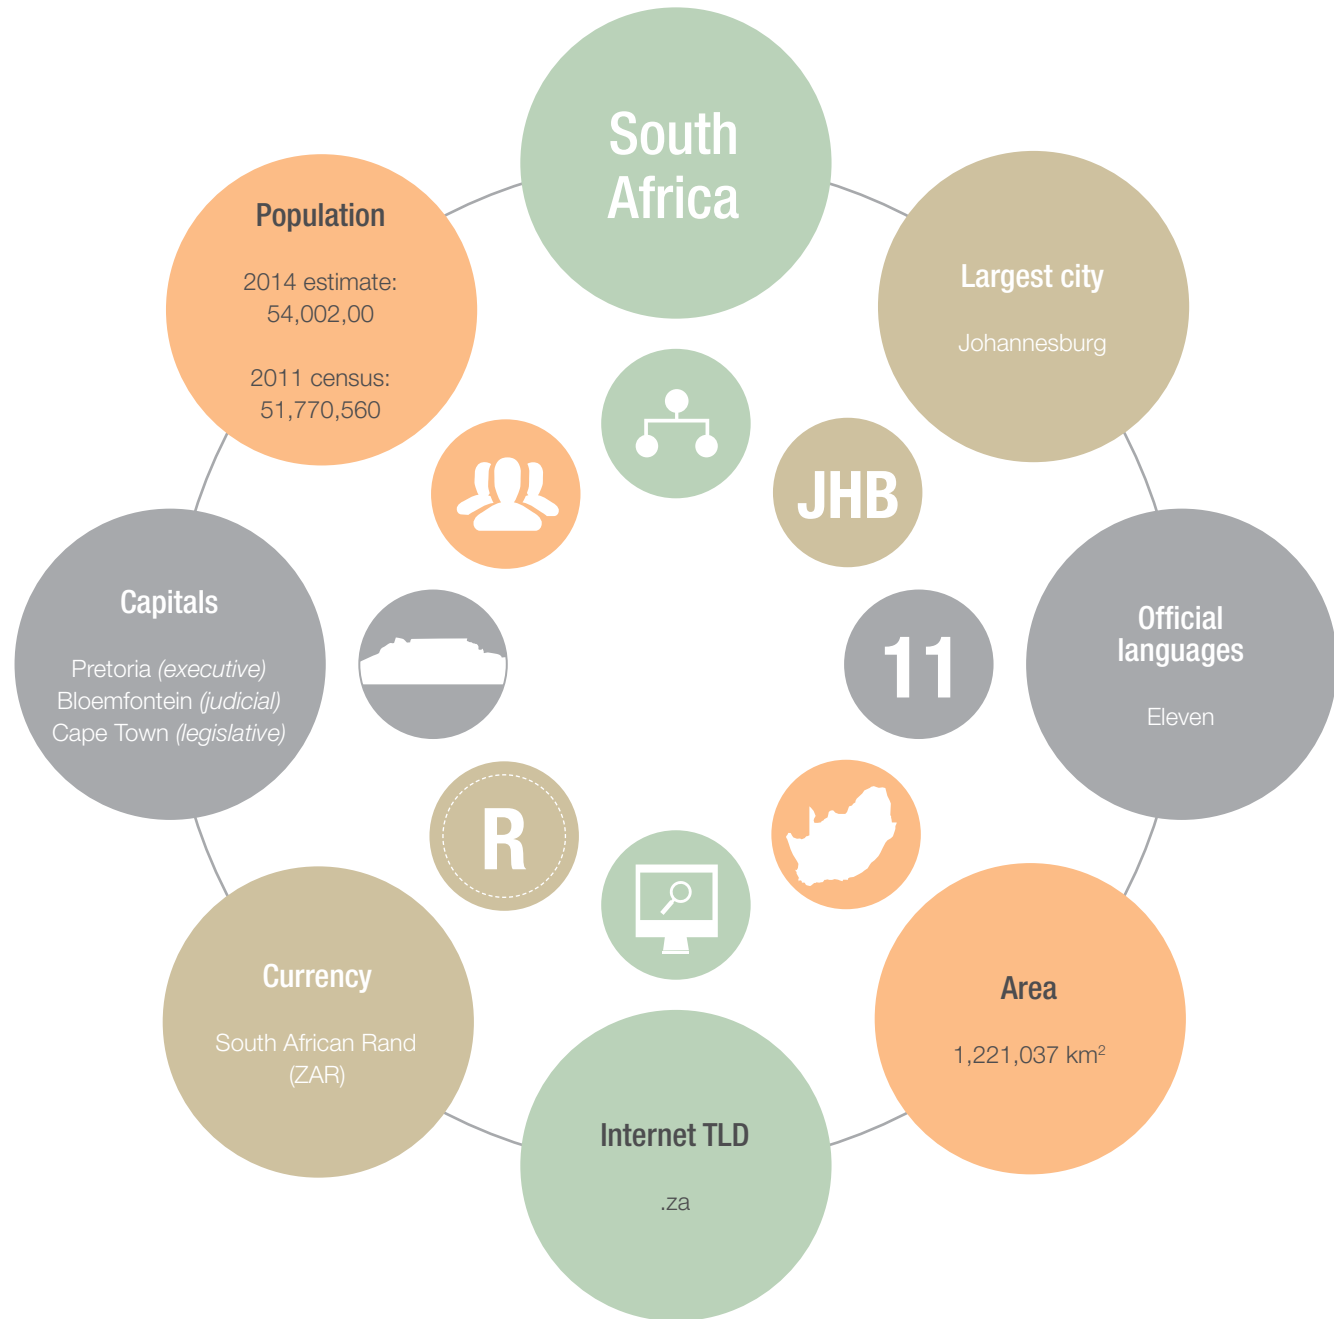 South
Africa
Largest city
Johannesburg
JHB
Official
languages
Eleven
11
Area
1,221,037 km²
Internet TLD
.za
Currency
South African Rand
(ZAR)
R
Capitals
Pretoria (executive)
Bloemfontein (judicial)
Cape Town (legislative)
Population
2014 estimate:
54,002,00
2011 census:
51,770,560